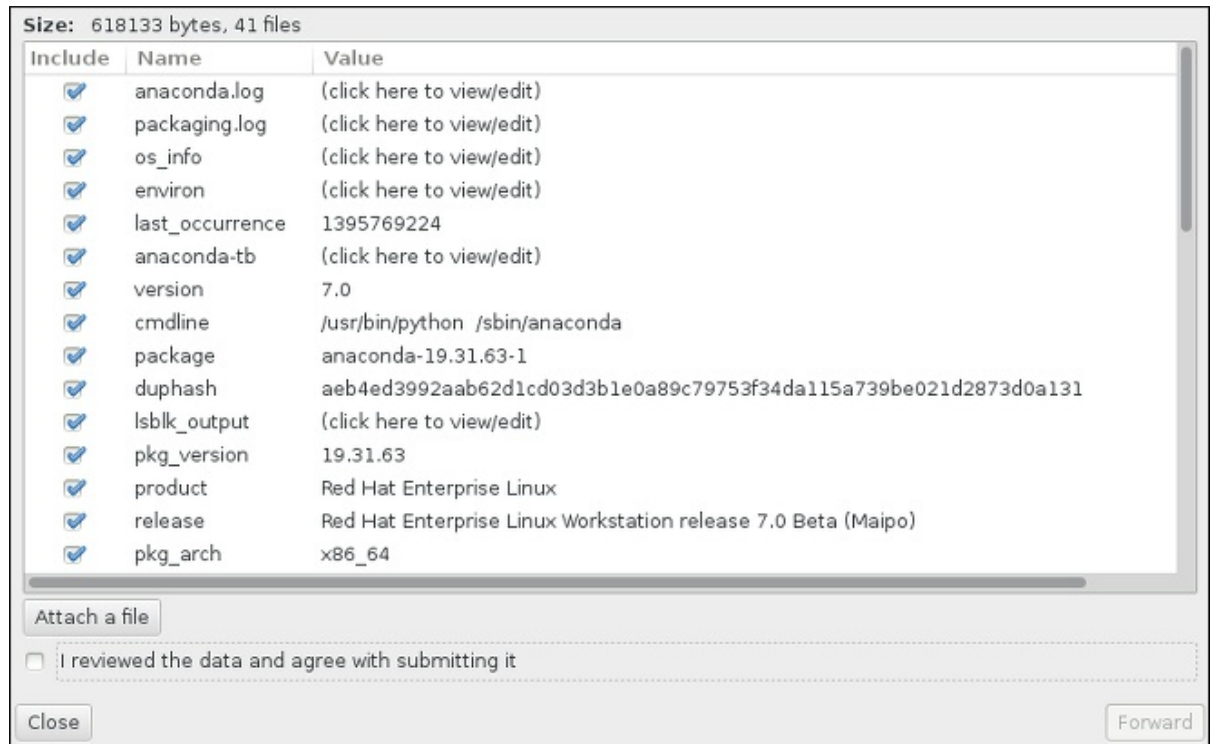 Size: 618133 bytes, 41 files
Include Name Value
anaconda.log (click here to view/edit)
packaging.log (click here to view/edit)
os_info (click here to view/edit)
environ (click here to view/edit)
last_occurrence 1395769224
anaconda-tb (click here to view/edit)
version 7.0
cmdline /usr/bin/python /sbin/anaconda
package anaconda-19.31.63-1
duphash aeb4ed3992aab62d1cd03d3b1e0a89c79753f34da115a739be021d2873d0a131
lsblk_output (click here to view/edit)
pkg_version 19.31.63
product Red Hat Enterprise Linux
release Red Hat Enterprise Linux Workstation release 7.0 Beta (Maipo)
pkg_arch x86_64
Attach a file
I reviewed the data and agree with submitting it
Close Forward